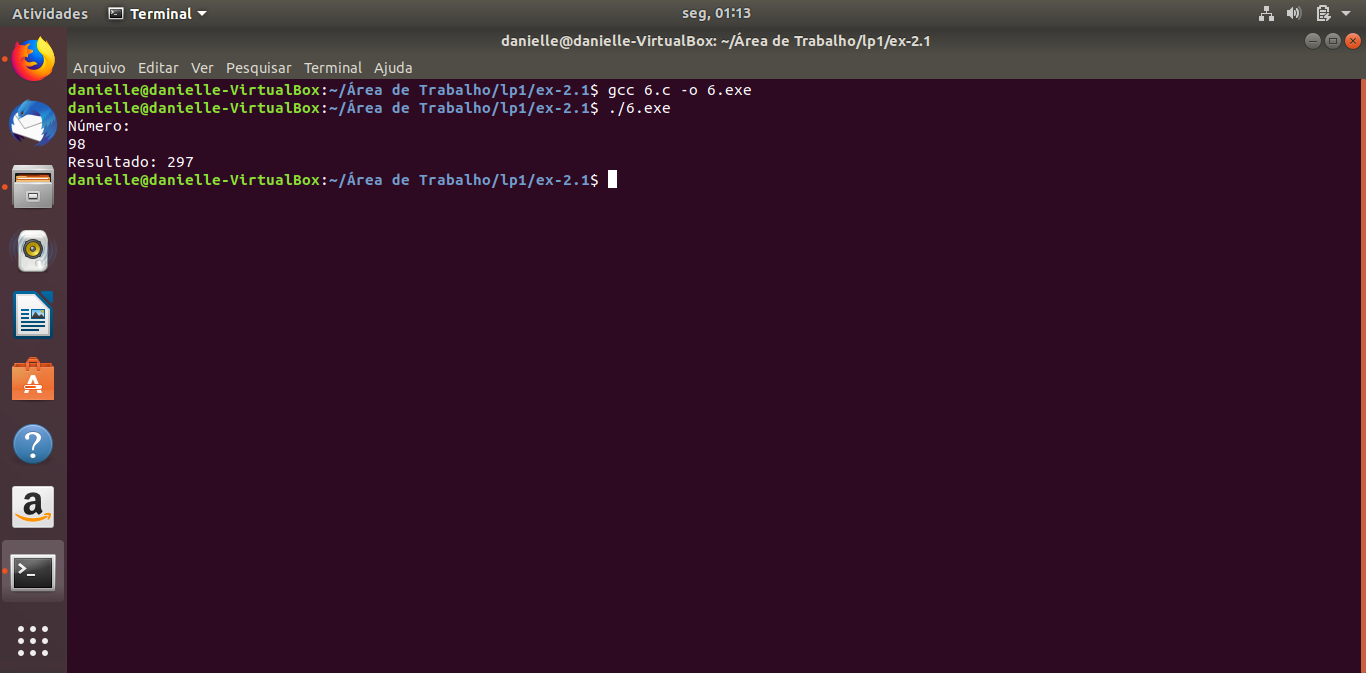 Atividades Terminal seg, 01:13
danielle@danielle-VirtualBox: ~/Área de Trabalho/lp1/ex-2.1
Arquivo Editar Ver Pesquisar Terminal Ajuda
danielle@danielle-VirtualBox:~/Área de Trabalho/lp1/ex-2.1$ gcc 6.c -o 6.exe
danielle@danielle-VirtualBox:~/Área de Trabalho/lp1/ex-2.1$ ./6.exe
Número:
98
Resultado: 297
danielle@danielle-VirtualBox:~/Área de Trabalho/lp1/ex-2.1$